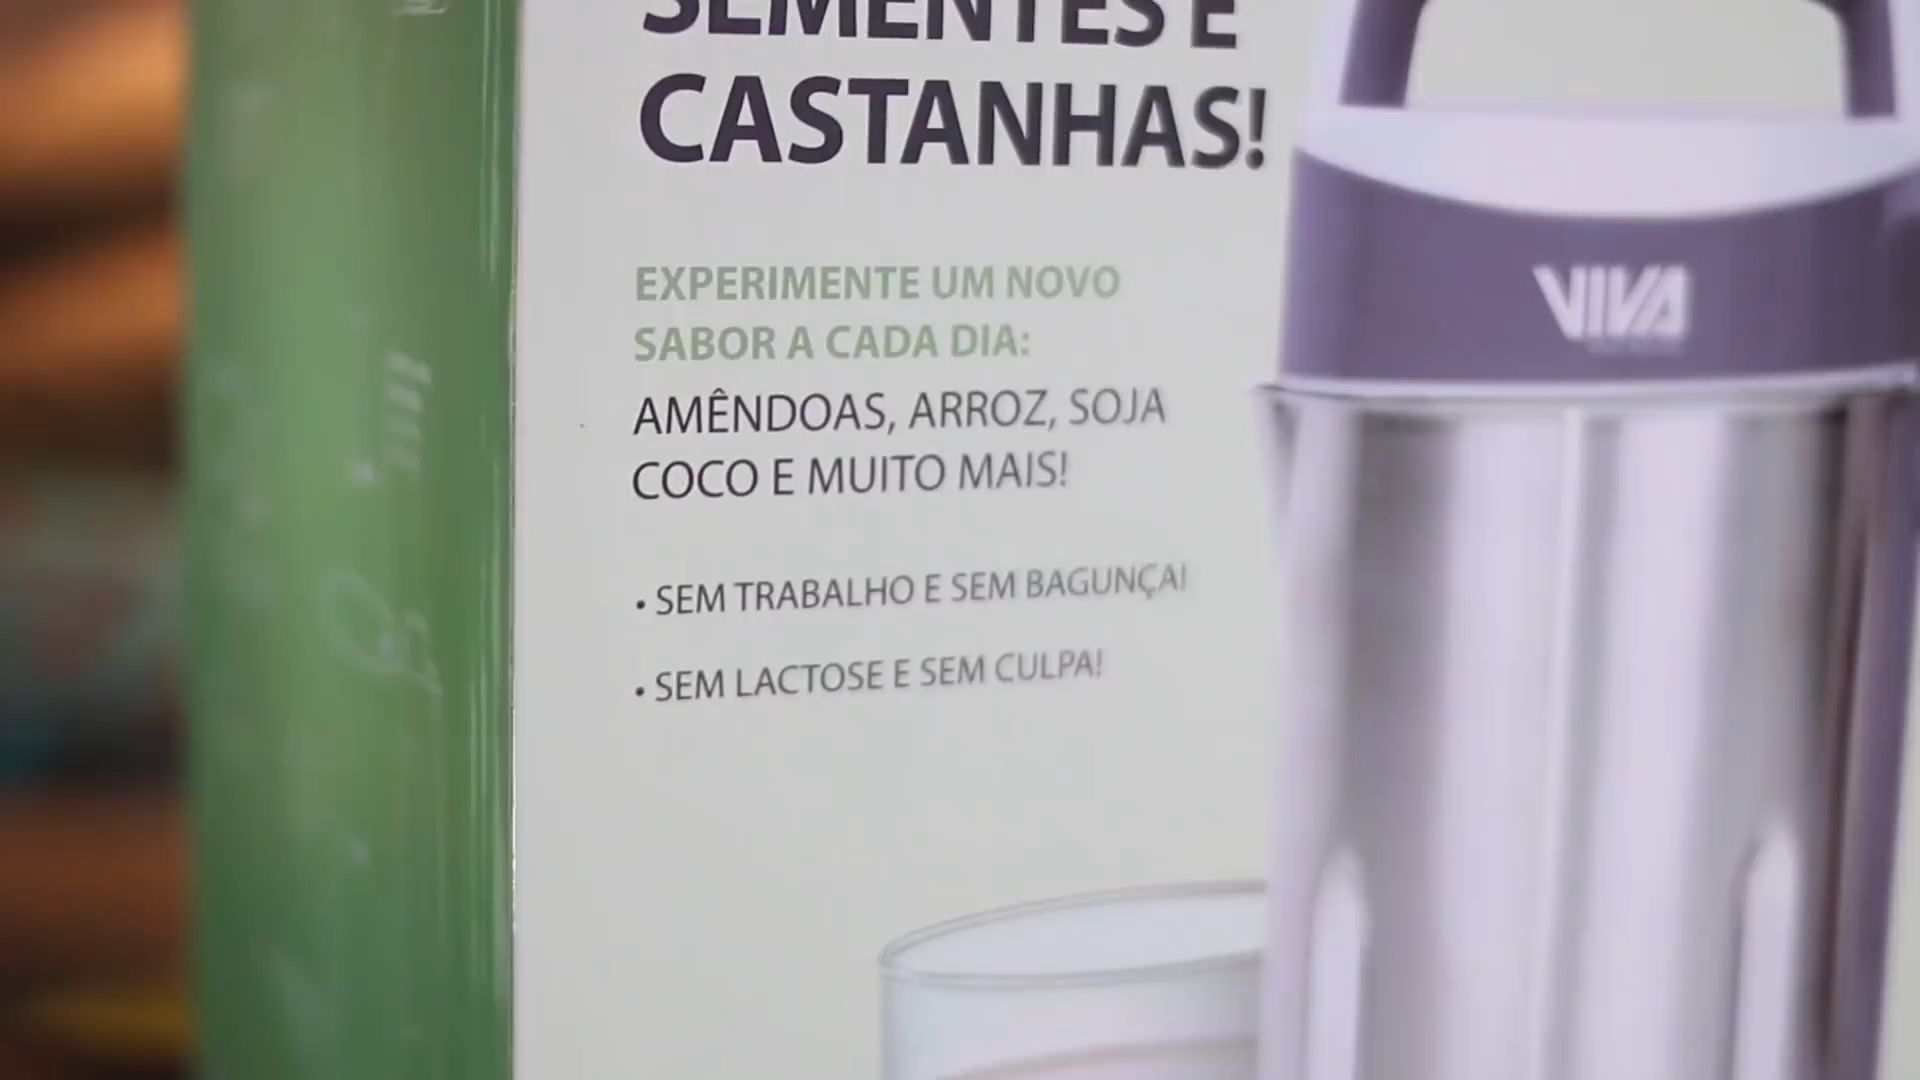 SEMENTES E
CASTANHAS!
EXPERIMENTE UM NOVO
SABOR A CADA DIA:
AMÊNDOAS, ARROZ, SOJA
COCO E MUITO MAIS!
• SEM TRABALHO E SEM BAGUNÇA!
• SEM LACTOSE E SEM CULPA!
VIVA